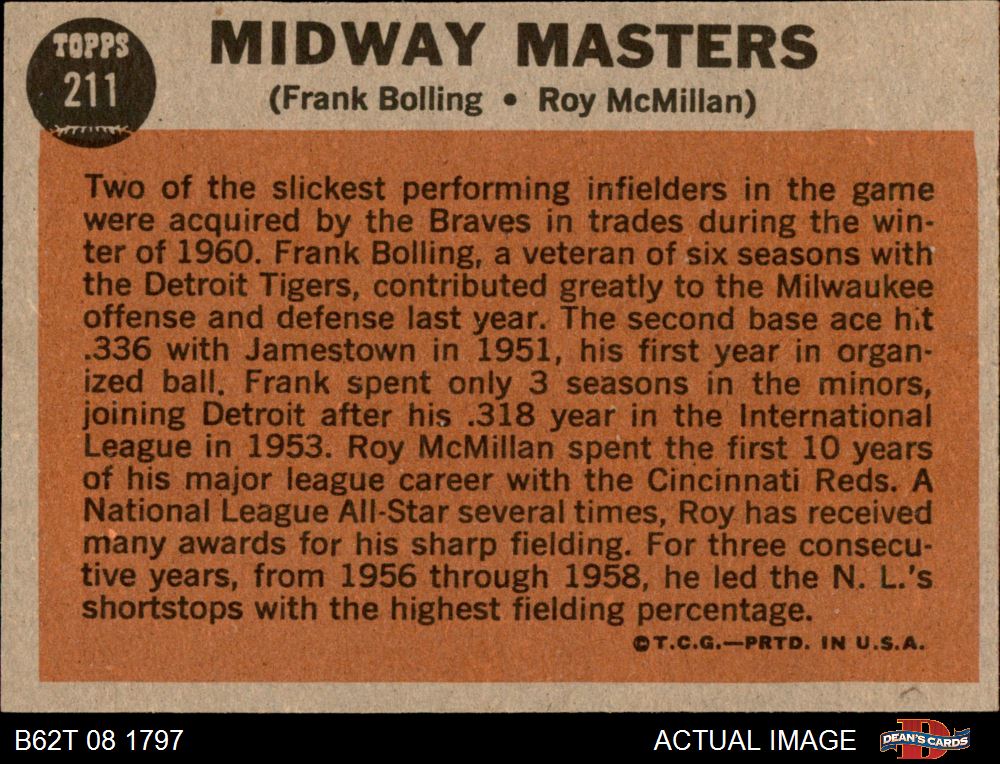 TOPPS
211
MIDWAY MASTERS
(Frank Bolling • Roy McMillan)
Two of the slickest performing infielders in the game
were acquired by the Braves in trades during the win-
ter of 1960. Frank Bolling, a veteran of six seasons with
the Detroit Tigers, contributed greatly to the Milwaukee
offense and defense last year. The second base ace hit
.336 with Jamestown in 1951, his first year in organ-
ized ball. Frank spent only 3 seasons in the minors,
joining Detroit after his .318 year in the International
League in 1953. Roy McMillan spent the first 10 years
of his major league career with the Cincinnati Reds. A
National League All-Star several times, Roy has received
many awards for his sharp fielding. For three consecu-
tive years, from 1956 through 1958, he led the N. L.'s
shortstops with the highest fielding percentage.
©T.C.G.—PRTD. IN U.S.A.
B62T 08 1797
ACTUAL IMAGE
D
DEAN'S CARDS